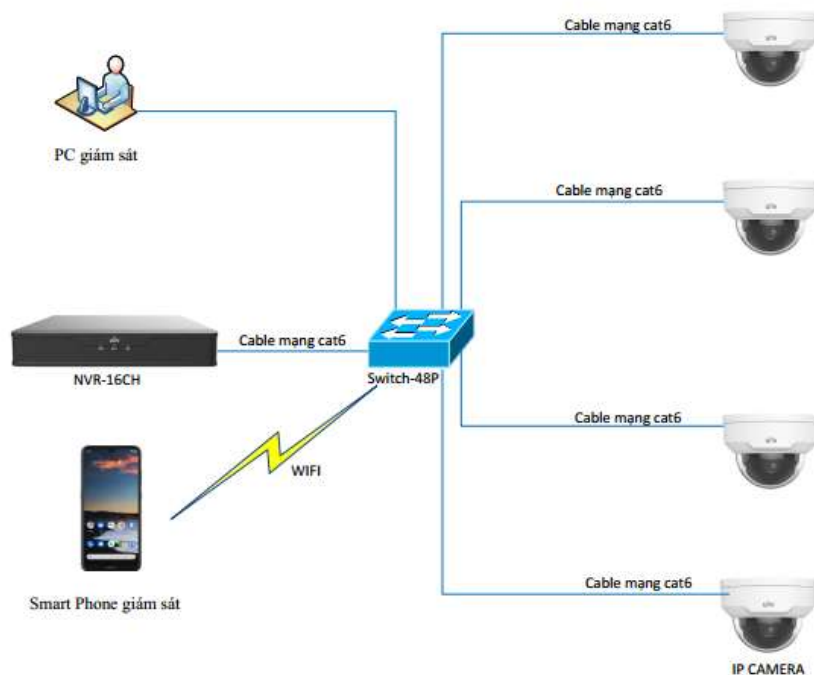 Cable mạng cat6
PC giám sát
Cable mạng cat6
Cable mạng cat6
NVR-16CH
Switch-48P
Cable mạng cat6
WIFI
Smart Phone giám sát
Cable mạng cat6
IP CAMERA